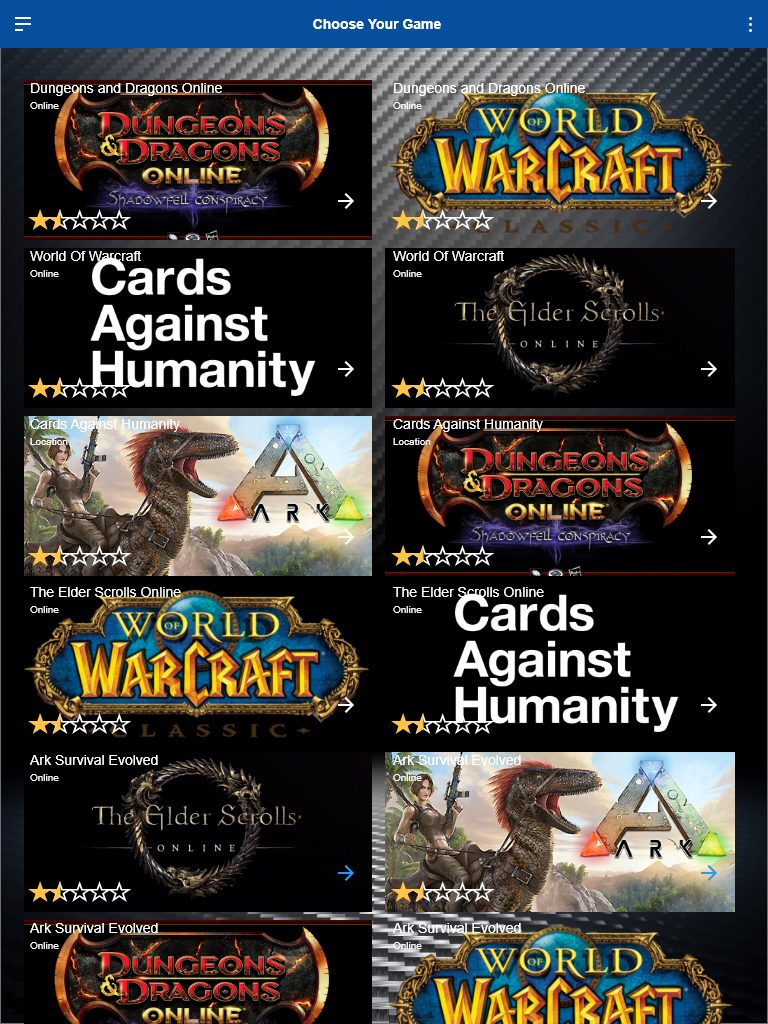 Choose Your Game
Dungeons and Dragons Online
Online
DUNGEONS
& DRAGONS
ONLINE
SHADOWFELL CONSPIRACY
Dungeons and Dragons Online
Online
WORLD
OF
WARCRAFT
CLASSIC
World Of Warcraft
Online
Cards
Against
Humanity
World Of Warcraft
Online
The Elder Scrolls
ONLINE
Cards Against Humanity
Location
ARK
Cards Against Humanity
Location
DUNGEONS
& DRAGONS
ONLINE
SHADOWFELL CONSPIRACY
The Elder Scrolls Online
Online
WORLD
OF
WARCRAFT
CLASSIC
The Elder Scrolls Online
Online
Cards
Against
Humanity
Ark Survival Evolved
Online
The Elder Scrolls
ONLINE
Ark Survival Evolved
Online
ARK
Ark Survival Evolved
Online
DUNGEONS
& DRAGONS
ONLINE
Ark Survival Evolved
Online
WORLD
OF
WARCRAFT